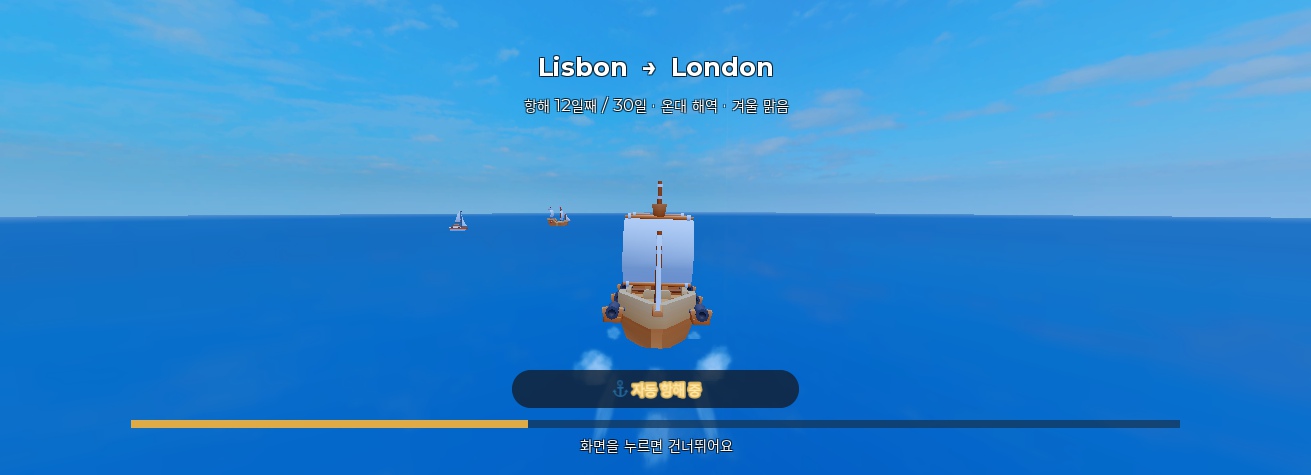 Lisbon → London
항해 12일째 / 30일 · 온대 해역 · 겨울 맑음
⚓ 자동 항해 중
화면을 누르면 건너뛰어요